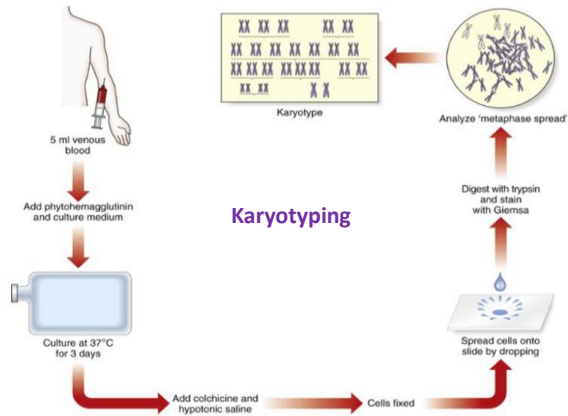 5 ml venous
blood
Add phytohemagglutinin
and culture medium
Culture at 37°C
for 3 days
Add colchicine and
hypotonic saline
Cells fixed
Spread cells onto
slide by dropping
Digest with trypsin
and stain
with Giemsa
Analyze ‘metaphase spread’
Karyotype
Karyotyping